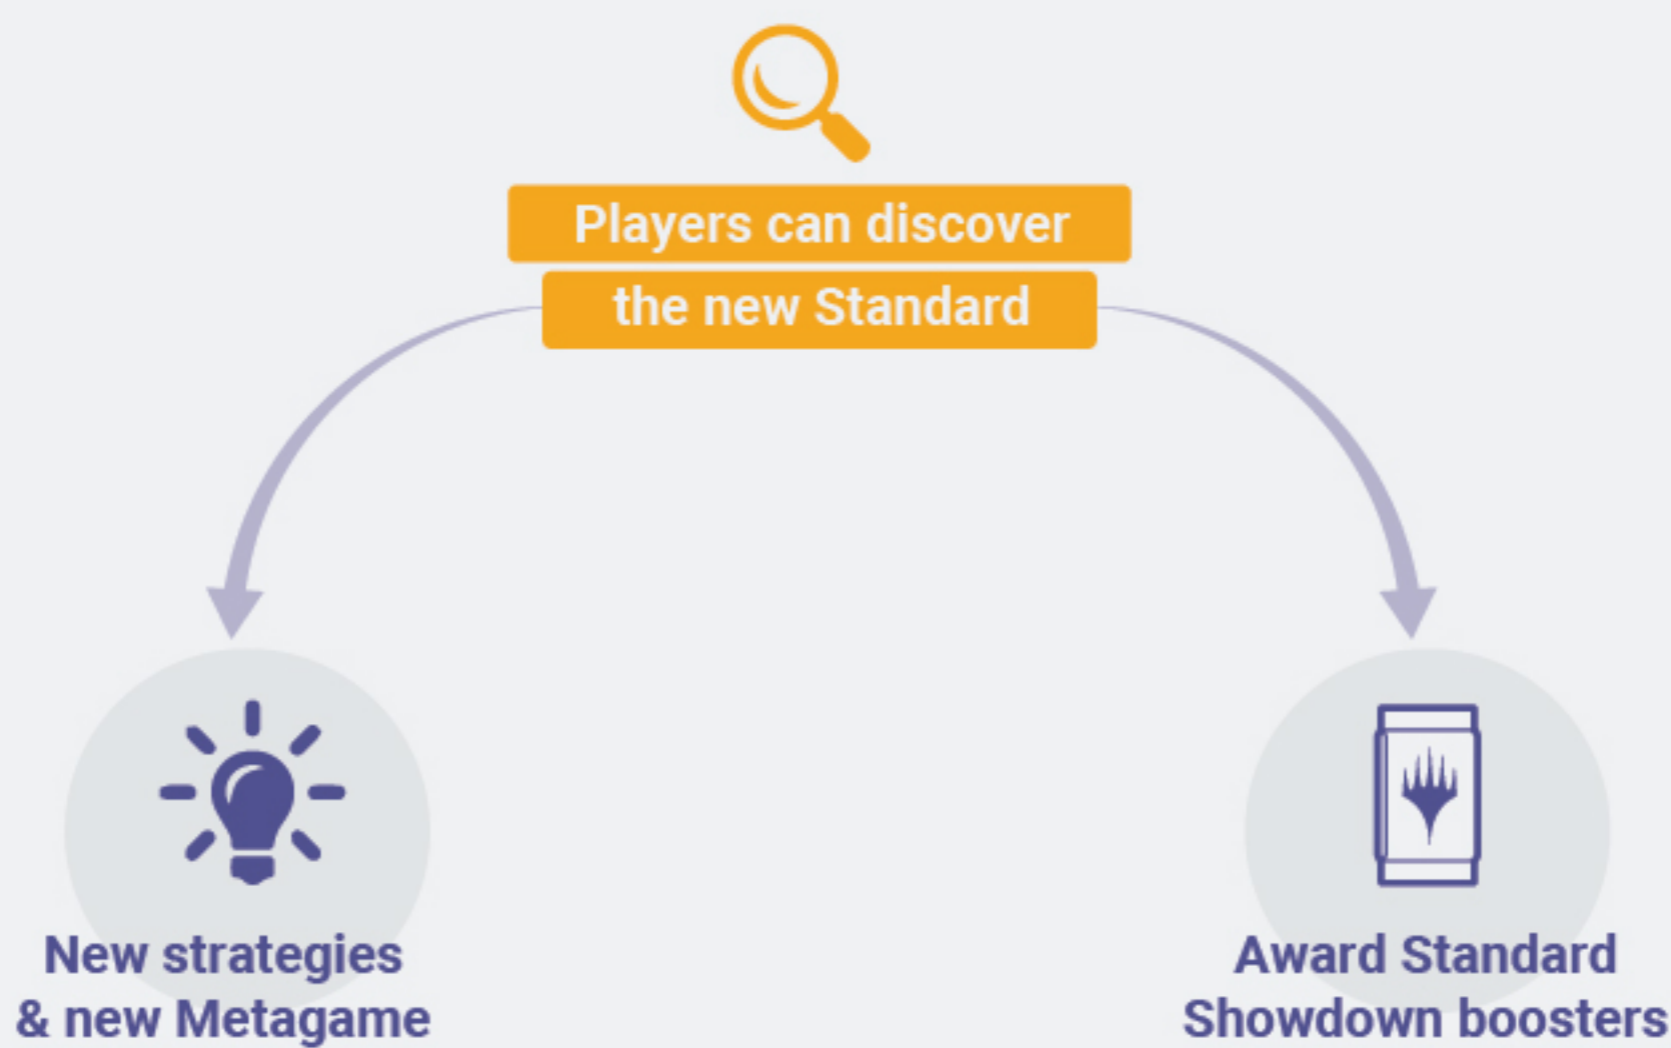 Players can discover
the new Standard
New strategies
& new Metagame
Award Standard
Showdown boosters